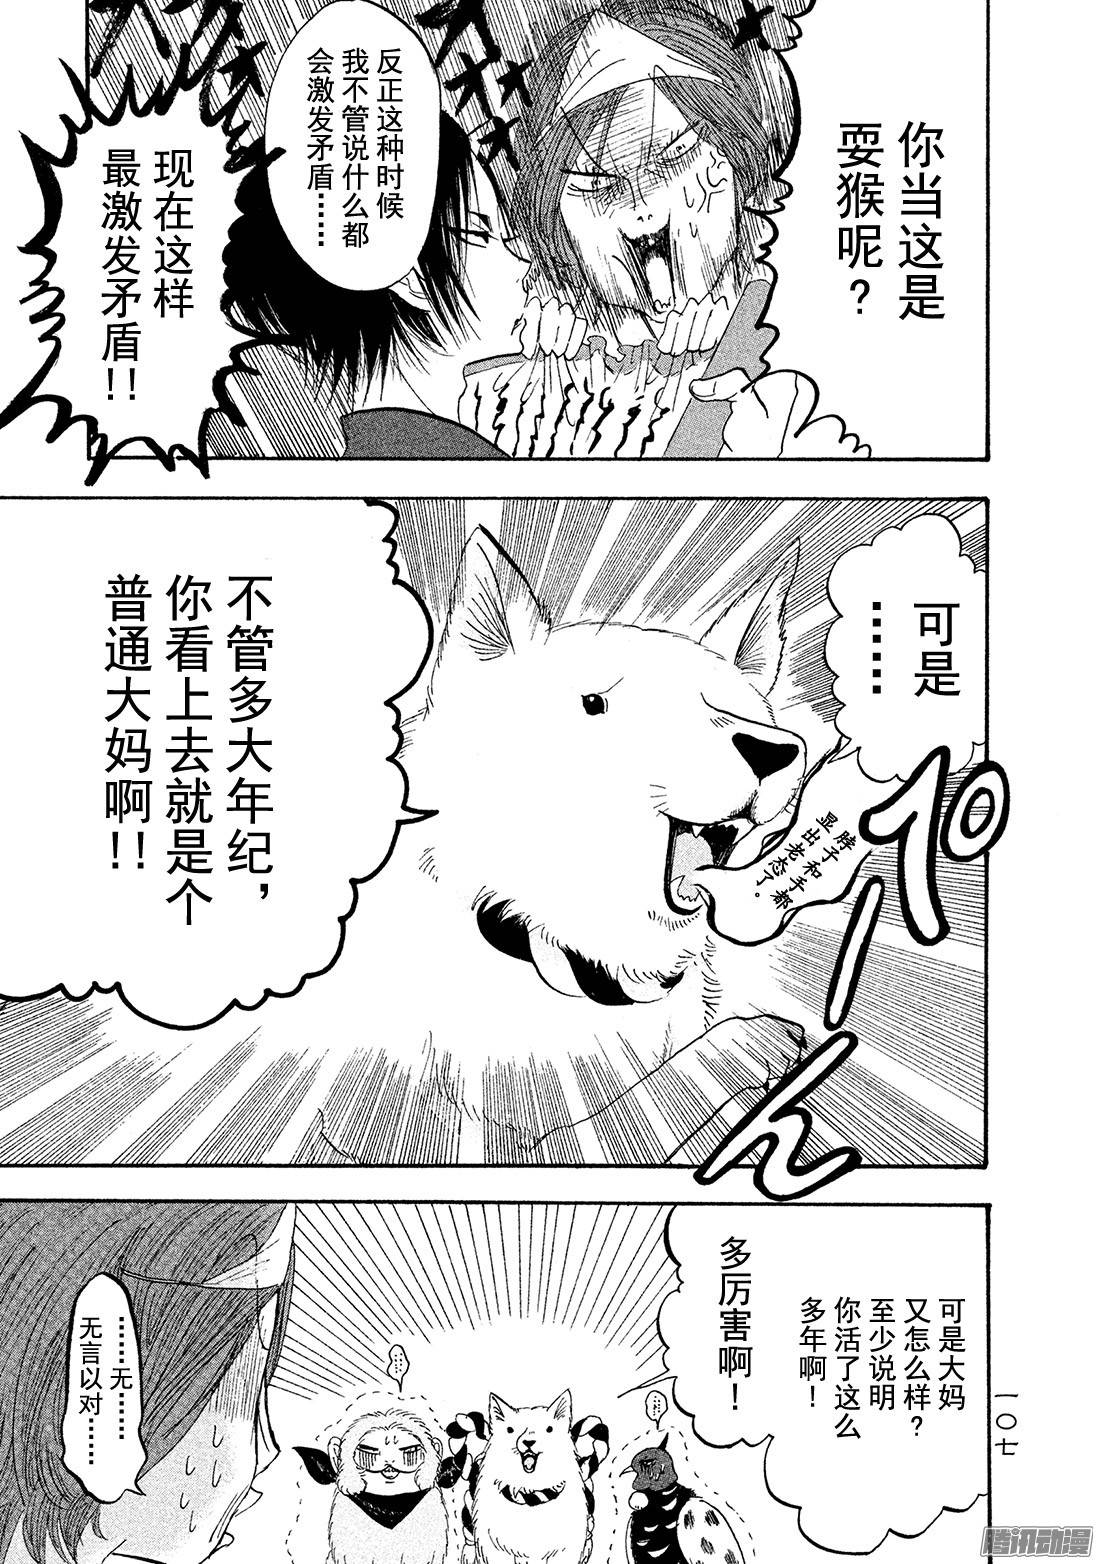 你当这是
耍猴呢？
反正这种时候
我不管说什么都
会激发矛盾……
现在这样
最激发矛盾!!
可是
……
ぺーん
脖子和手都
显出老态了。
不管多大年纪，
你看上去就是个
普通大妈啊!!
可是大妈
又怎么样？
至少说明
你活了这么
多年啊！
多厉害啊！
……无……
无言以对……
一〇七
腾讯动漫